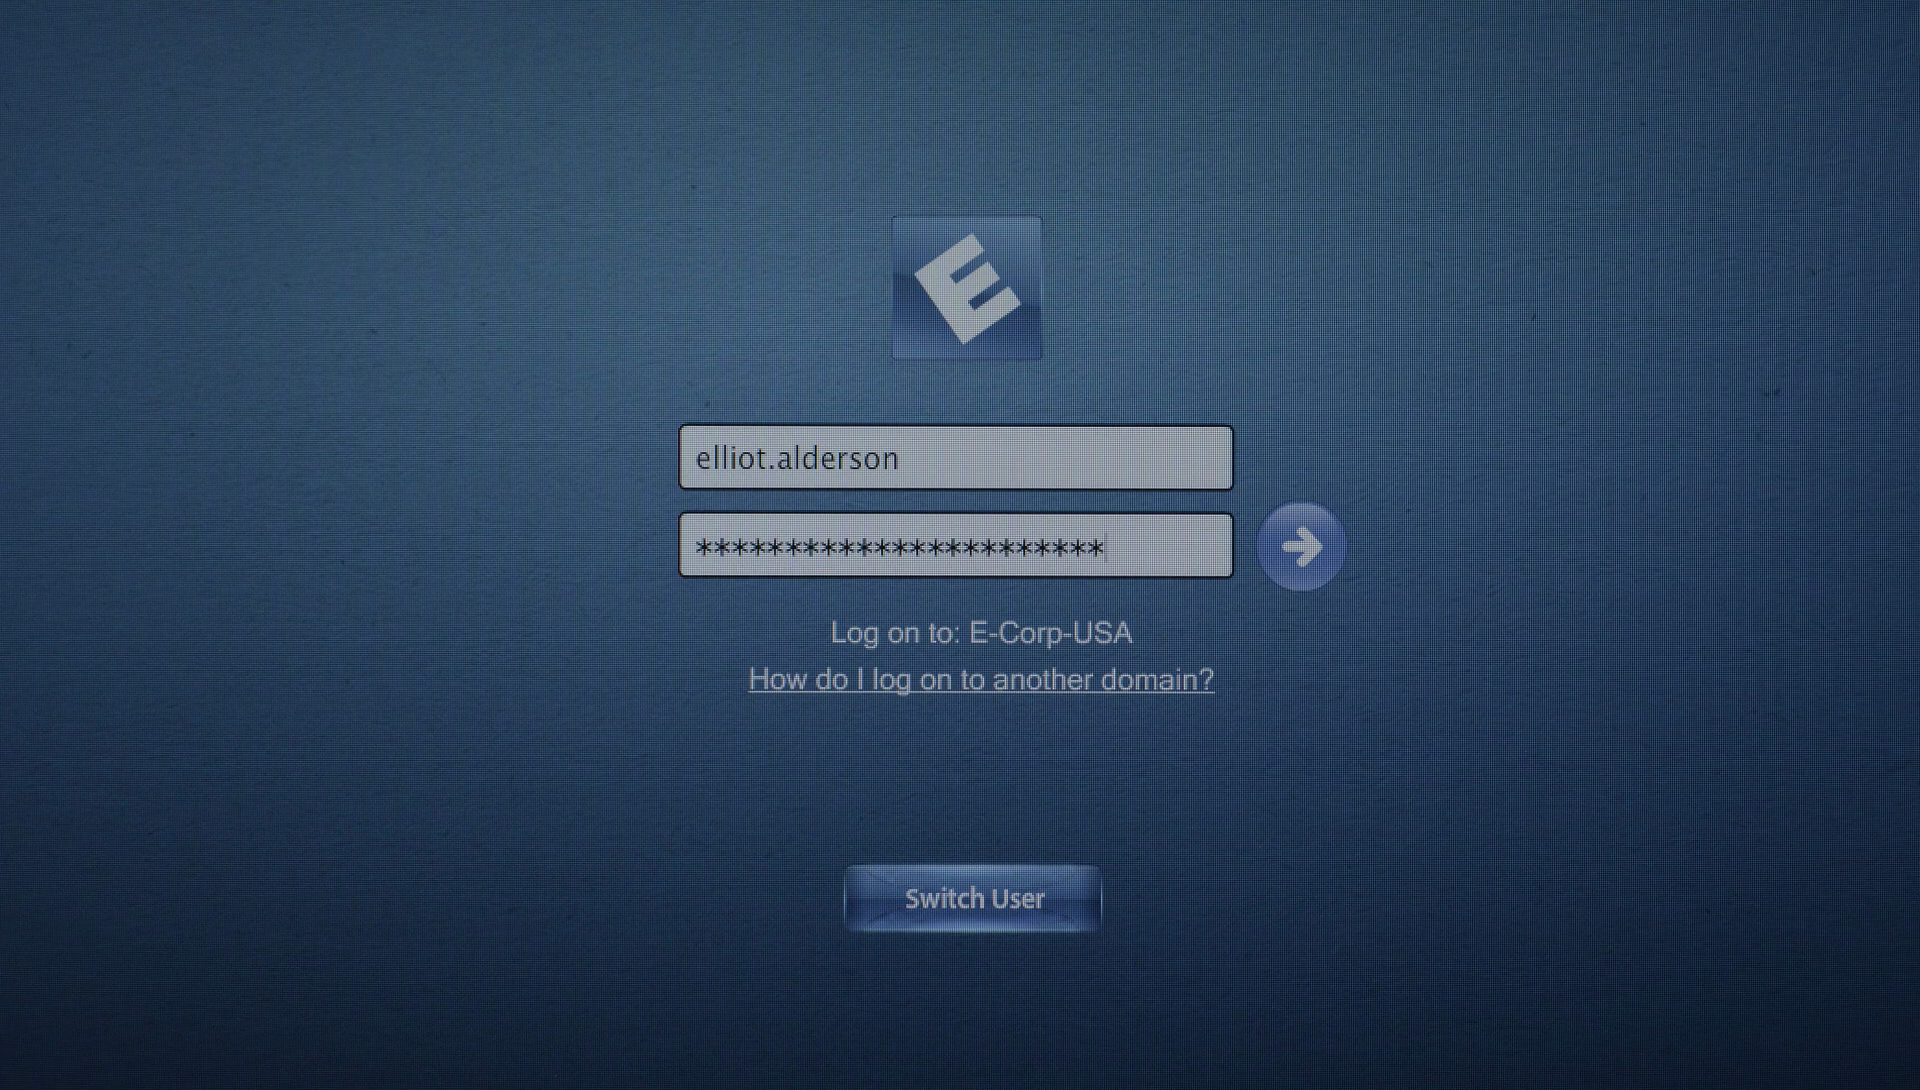 E
elliot.alderson
***********************
Log on to: E-Corp-USA
How do I log on to another domain?
Switch User